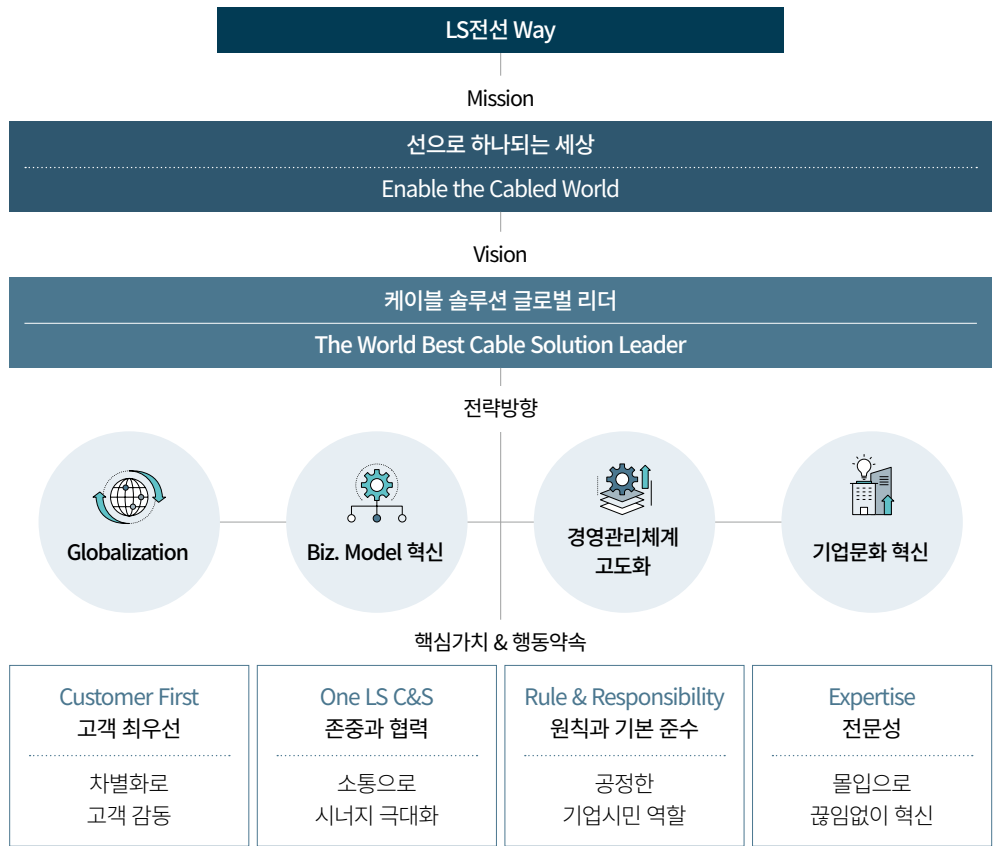 LS전선 Way
Mission
선으로 하나되는 세상
Enable the Cabled World
Vision
케이블 솔루션 글로벌 리더
The World Best Cable Solution Leader
전략방향
Globalization
Biz. Model 혁신
경영관리체계
고도화
기업문화 혁신
핵심가치 & 행동약속
Customer First
고객 최우선
차별화로
고객 감동
One LS C&S
존중과 협력
소통으로
시너지 극대화
Rule & Responsibility
원칙과 기본 준수
공정한
기업시민 역할
Expertise
전문성
몰입으로
끊임없이 혁신